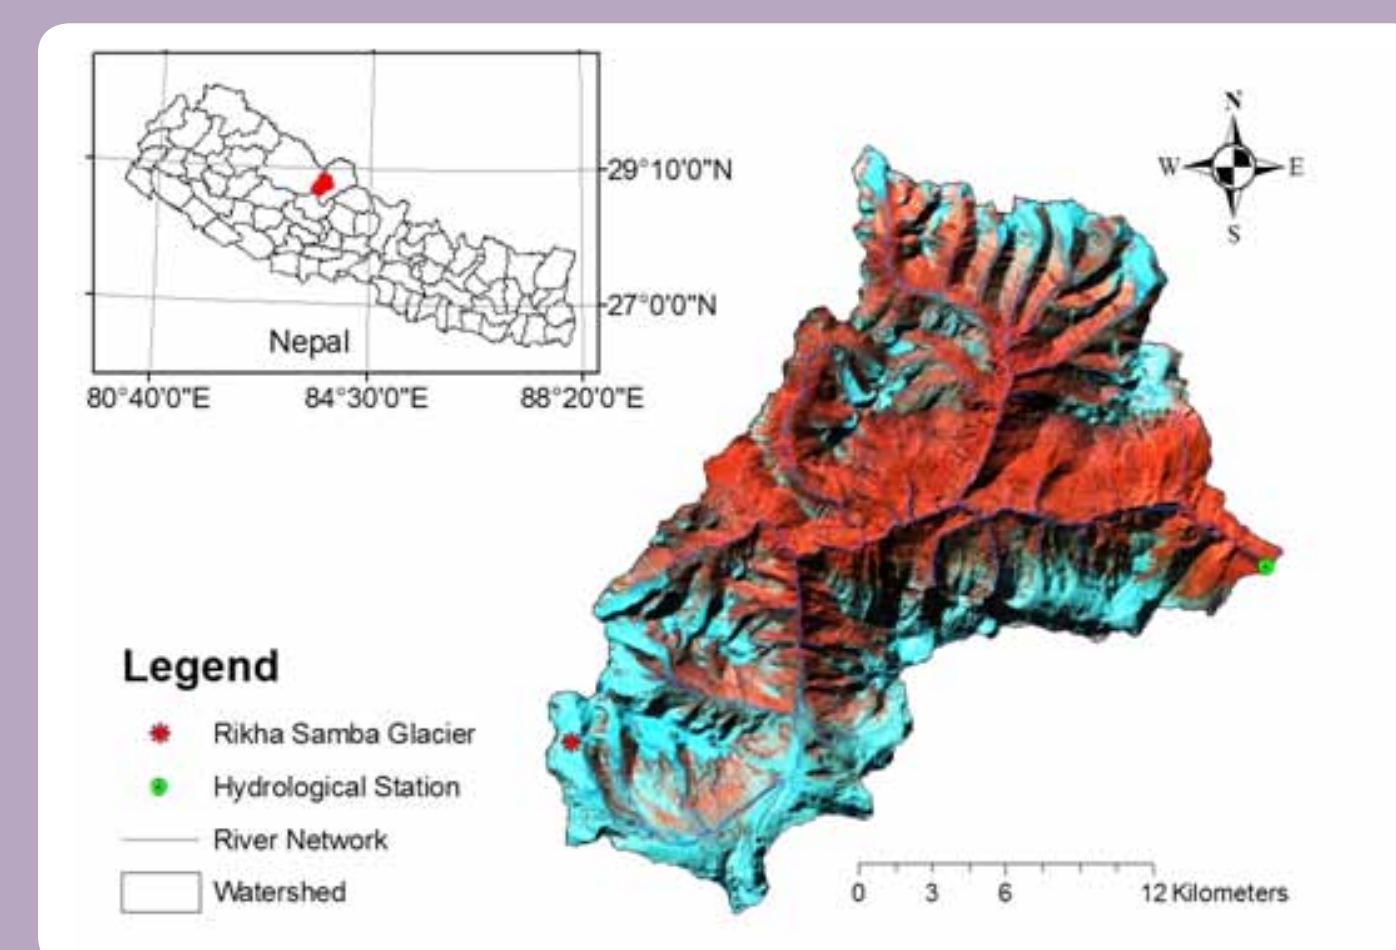 N
W E
S
29°10'0"N
27°0'0"N
Nepal
80°40'0"E 84°30'0"E 88°20'0"E
Legend
Rikha Samba Glacier
Hydrological Station
River Network
Watershed
0 3 6 12 Kilometers